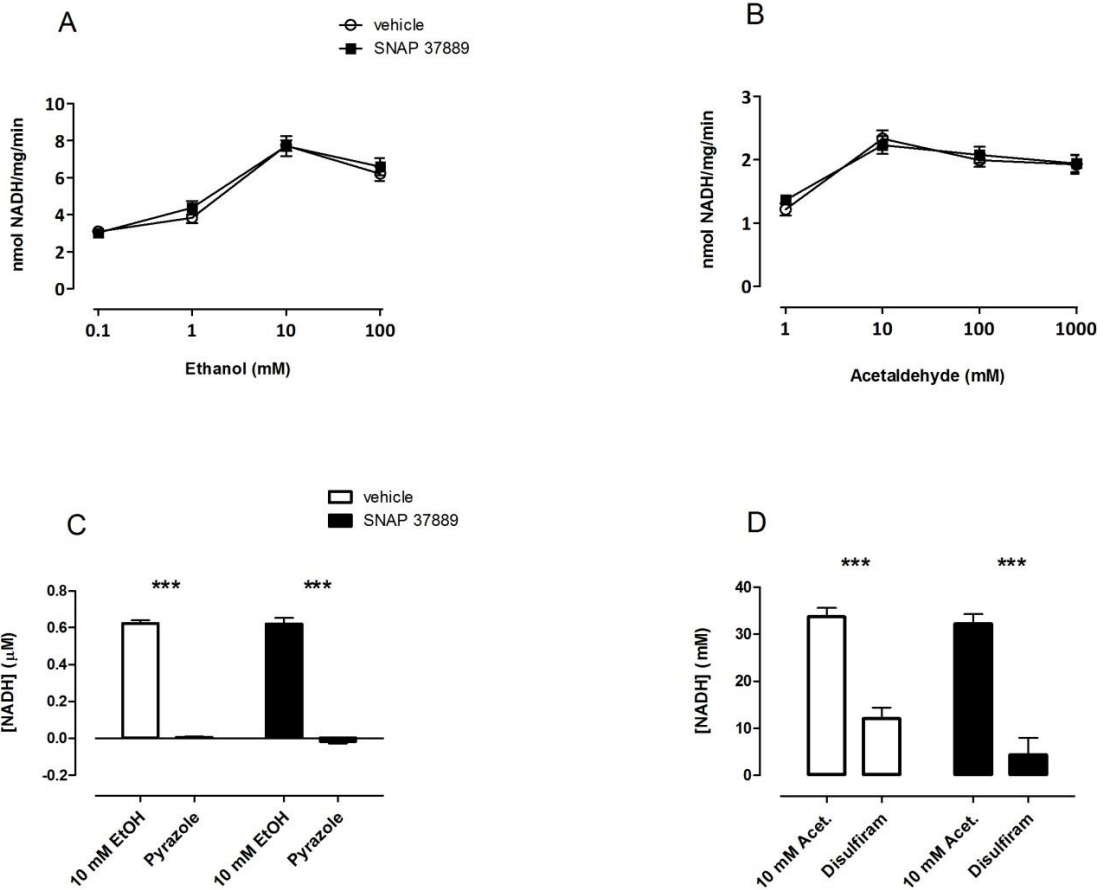 A
vehicle
SNAP 37889
nmol NADH/mg/min
10
8
6
4
2
0
0.1 1 10 100
Ethanol (mM)
B
nmol NADH/mg/min
3
2
1
0
1 10 100 1000
Acetaldehyde (mM)
C
vehicle
SNAP 37889
*** ***
[NADH] (μM)
0.8
0.6
0.4
0.2
0.0
-0.2
10 mM EtOH
Pyrazole
10 mM EtOH
Pyrazole
D
*** ***
[NADH] (mM)
40
30
20
10
0
10 mM Acet.
Disulfiram
10 mM Acet.
Disulfiram